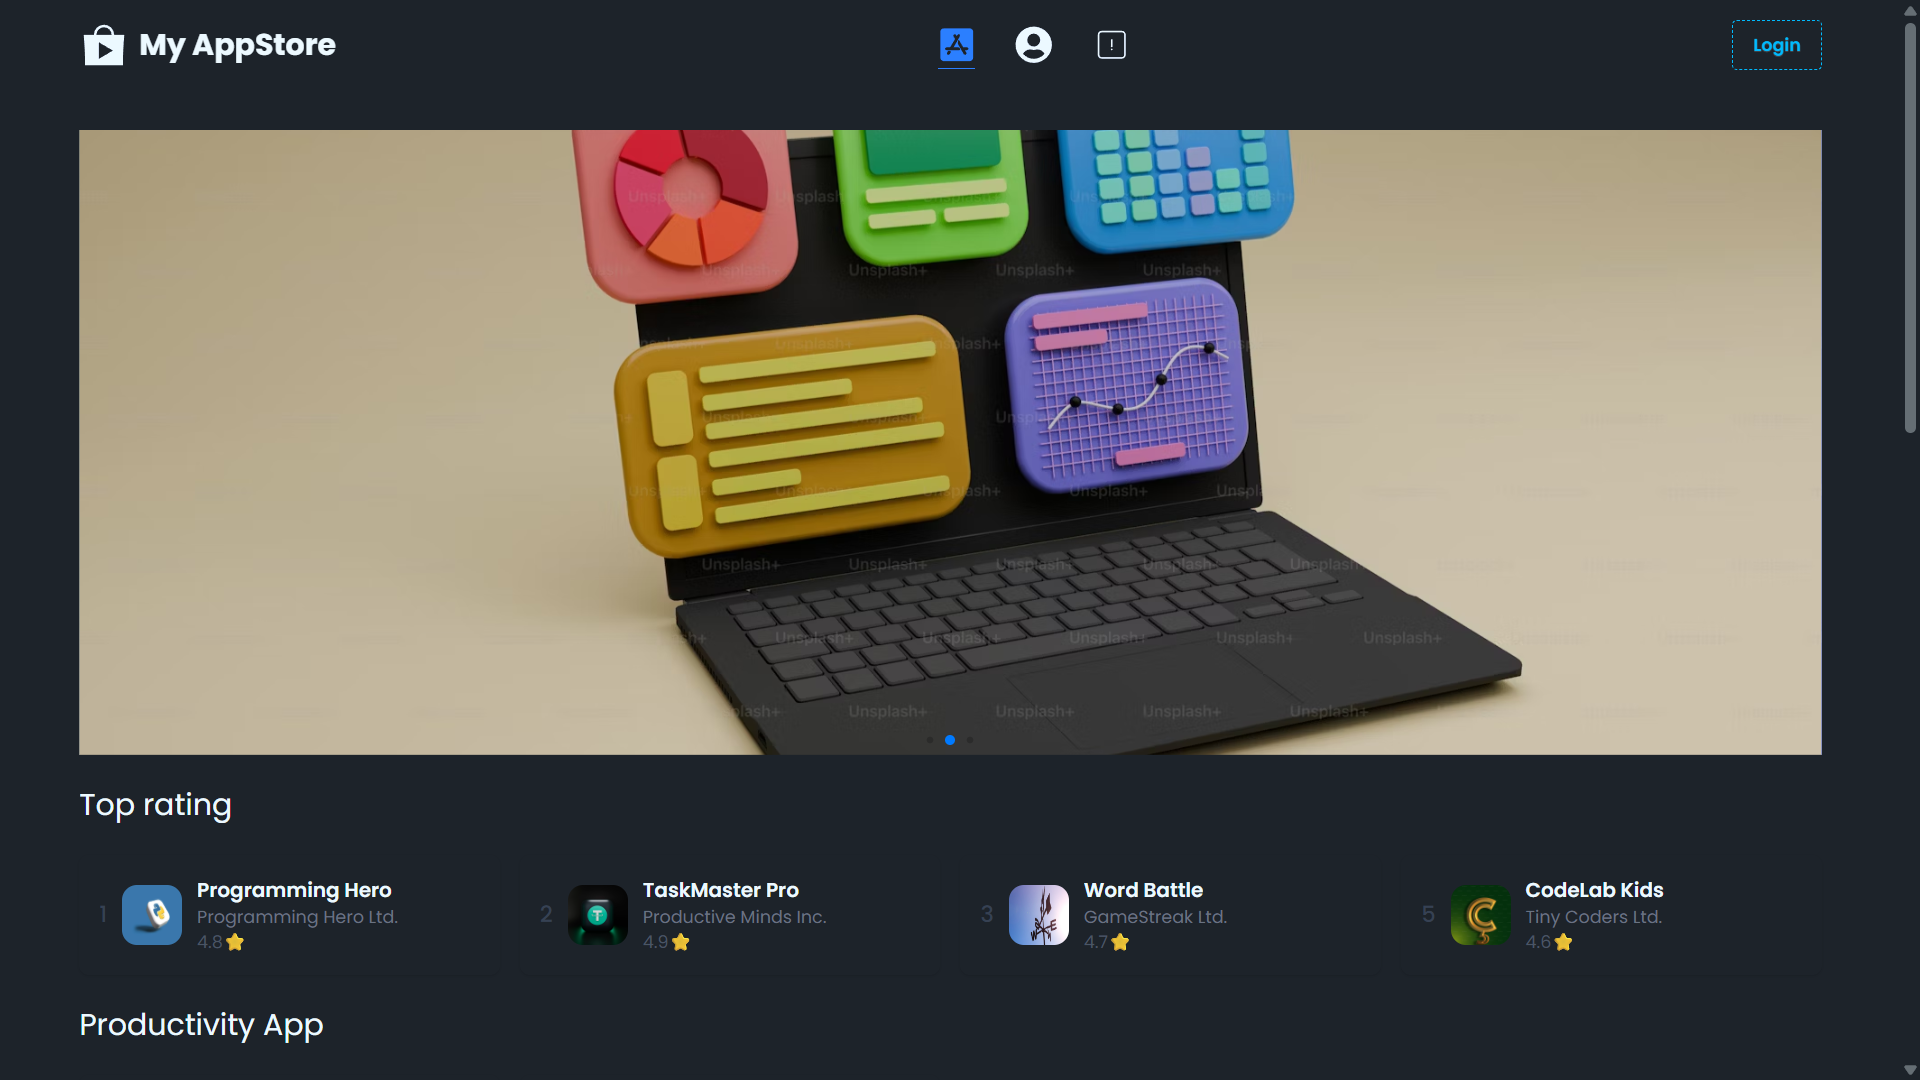 My AppStore
!
Login
Unsplash+
Top rating
1
Programming Hero
Programming Hero Ltd.
4.8
2
TaskMaster Pro
Productive Minds Inc.
4.9
3
Word Battle
GameStreak Ltd.
4.7
5
CodeLab Kids
Tiny Coders Ltd.
4.6
Productivity App